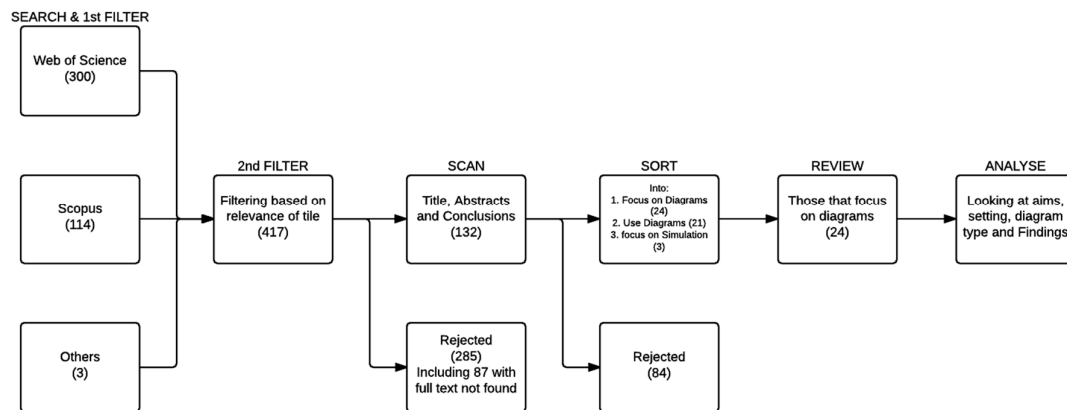 SEARCH & 1st FILTER
Web of Science
(300)
Scopus
(114)
Others
(3)
2nd FILTER
Filtering based on
relevance of tile
(417)
SCAN
Title, Abstracts
and Conclusions
(132)
Rejected
(285)
Including 87 with
full text not found
SORT
Into:
1. Focus on Diagrams
(24)
2. Use Diagrams (21)
3. focus on Simulation
(3)
Rejected
(84)
REVIEW
Those that focus
on diagrams
(24)
ANALYSE
Looking at aims,
setting, diagram
type and Findings